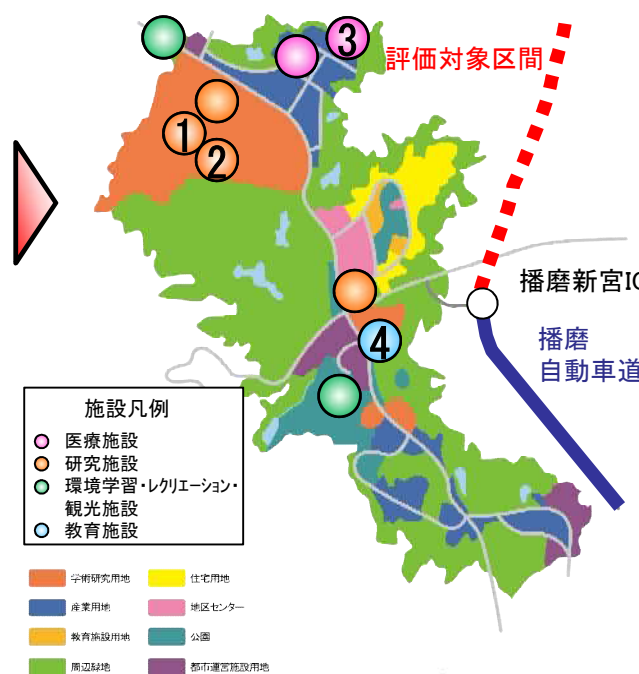 3
評価対象区間
1
2
播磨新宮IC
4
播磨
自動車道
施設凡例
医療施設
研究施設
環境学習・レクリエーション・
観光施設
教育施設
学術研究用地
住宅用地
産業用地
地区センター
教育施設用地
公園
周辺緑地
都市運営施設用地